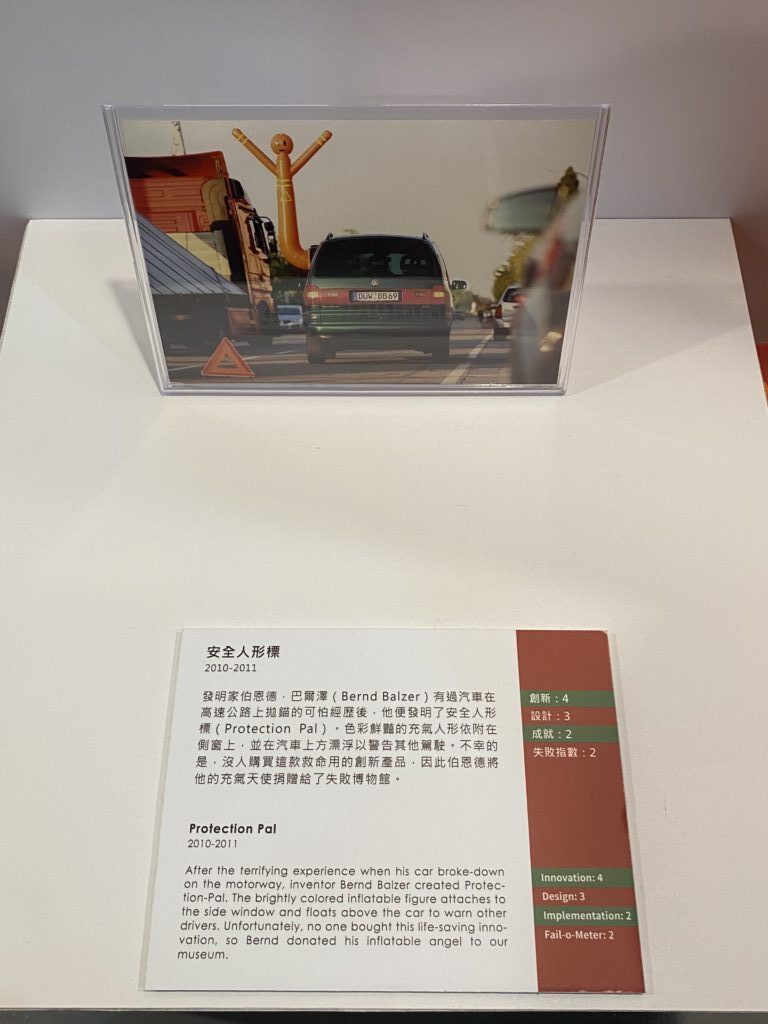 DUW·BB69
安全人形標
2010-2011
發明家伯恩德．巴爾澤（Bernd Balzer）有過汽車在
高速公路上拋錨的可怕經歷後，他便發明了安全人形
標（Protection Pal）。色彩鮮豔的充氣人形依附在
側窗上，並在汽車上方漂浮以警告其他駕駛。不幸的
是，沒人購買這款救命用的創新產品，因此伯恩德將
他的充氣天使捐贈給了失敗博物館。
創新：4
設計：3
成就：2
失敗指數：2
Protection Pal
2010-2011
After the terrifying experience when his car broke-down
on the motorway, inventor Bernd Balzer created Protec-
tion-Pal. The brightly colored inflatable figure attaches to
the side window and floats above the car to warn other
drivers. Unfortunately, no one bought this life-saving inno-
vation, so Bernd donated his inflatable angel to our
museum.
Innovation: 4
Design: 3
Implementation: 2
Fail-o-Meter: 2